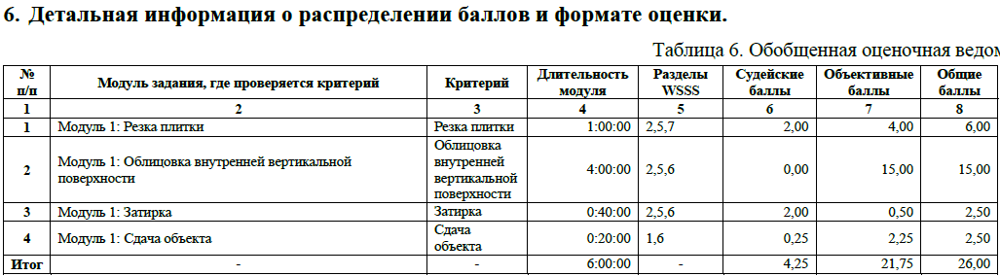 6. Детальная информация о распределении баллов и формате оценки.
Таблица 6. Обобщенная оценочная ведом
№ п/п Модуль задания, где проверяется критерий Критерий Длительность модуля Разделы WSSS Судейские баллы Объективные баллы Общие баллы
1 2 3 4 5 6 7 8
1 Модуль 1: Резка плитки Резка плитки 1:00:00 2,5,7 2,00 4,00 6,00
2 Модуль 1: Облицовка внутренней вертикальной поверхности Облицовка внутренней вертикальной поверхности 4:00:00 2,5,6 0,00 15,00 15,00
3 Модуль 1: Затирка Затирка 0:40:00 2,5,6 2,00 0,50 2,50
4 Модуль 1: Сдача объекта Сдача объекта 0:20:00 1,6 0,25 2,25 2,50
Итог - - 6:00:00 - 4,25 21,75 26,00